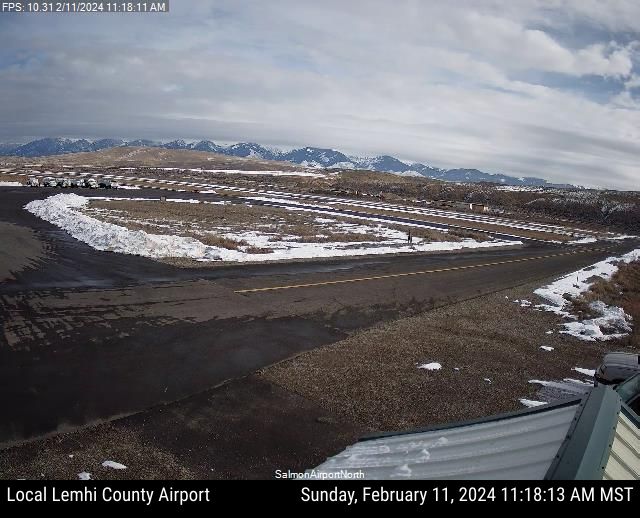 FPS: 10.31 2/11/2024 11:18:11 AM
SalmonAirportNorth
Local Lemhi County Airport Sunday, February 11, 2024 11:18:13 AM MST